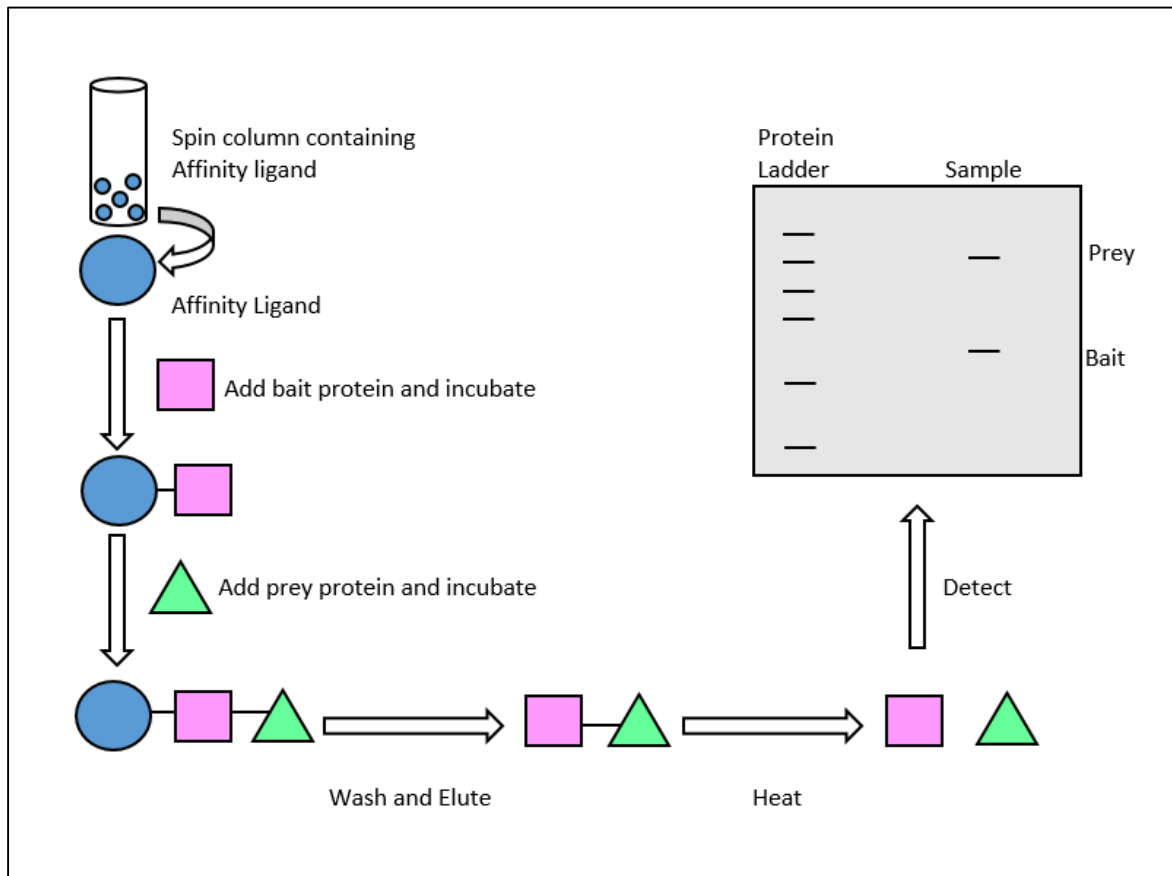 Spin column containing
Affinity ligand
Affinity Ligand
Add bait protein and incubate
Add prey protein and incubate
Wash and Elute
Heat
Detect
Protein
Ladder
Sample
Prey
Bait